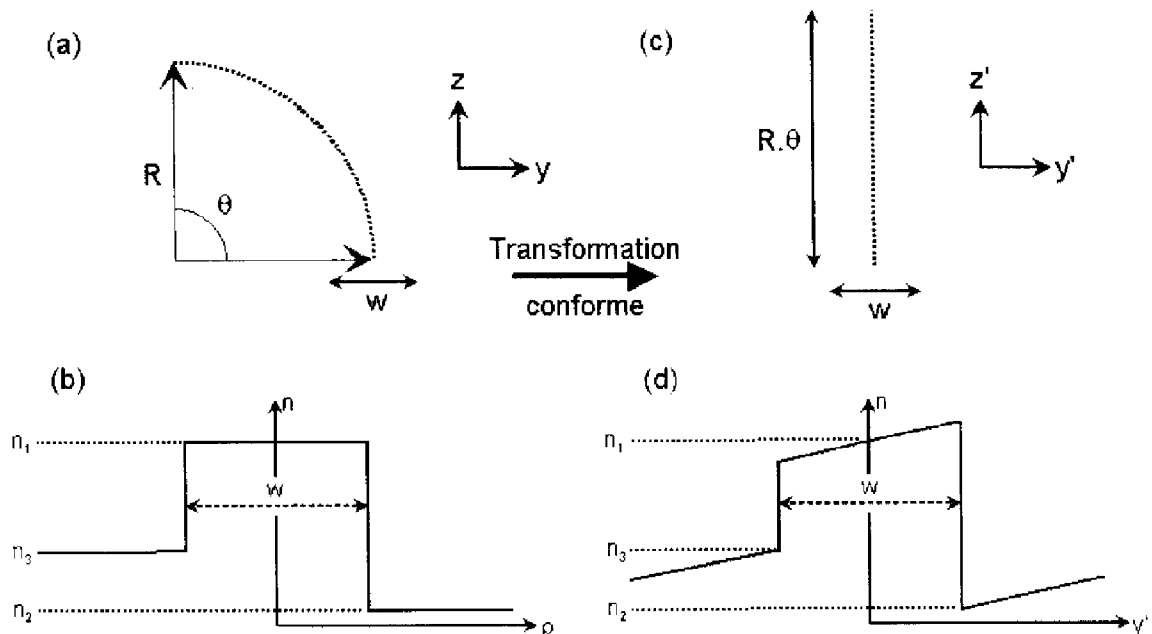 (a)
(c)
z
z'
R
R.θ
θ
y
y'
Transformation
conforme
w
w
(b)
(d)
n
n
n₁
n₁
w
w
n₃
n₃
n₂
n₂
ρ
y'